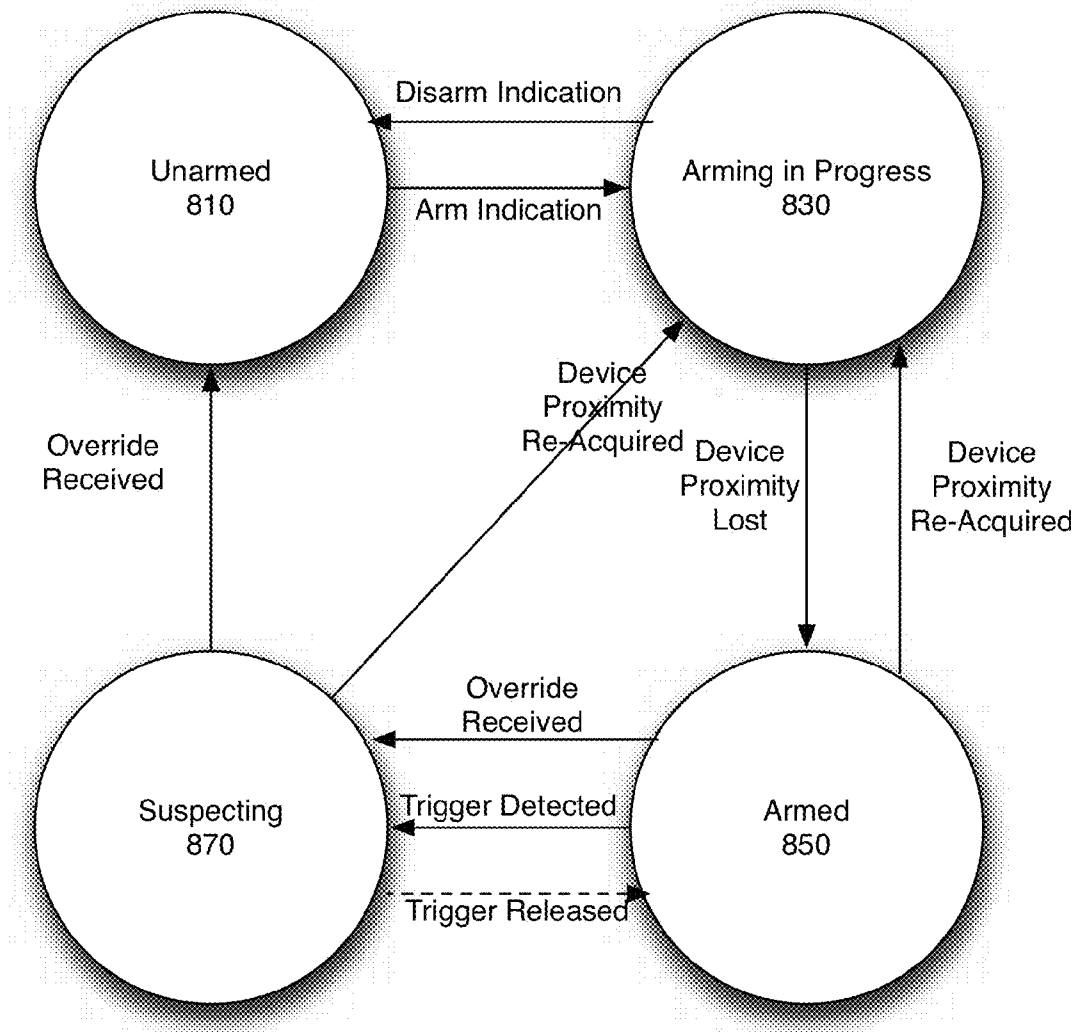 Disarm Indication
Unarmed
810
Arming in Progress
830
Arm Indication
Device
Proximity
Re-Acquired
Override
Received
Device
Proximity
Lost
Device
Proximity
Re-Acquired
Override
Received
Suspecting
870
Trigger Detected
Armed
850
Trigger Released